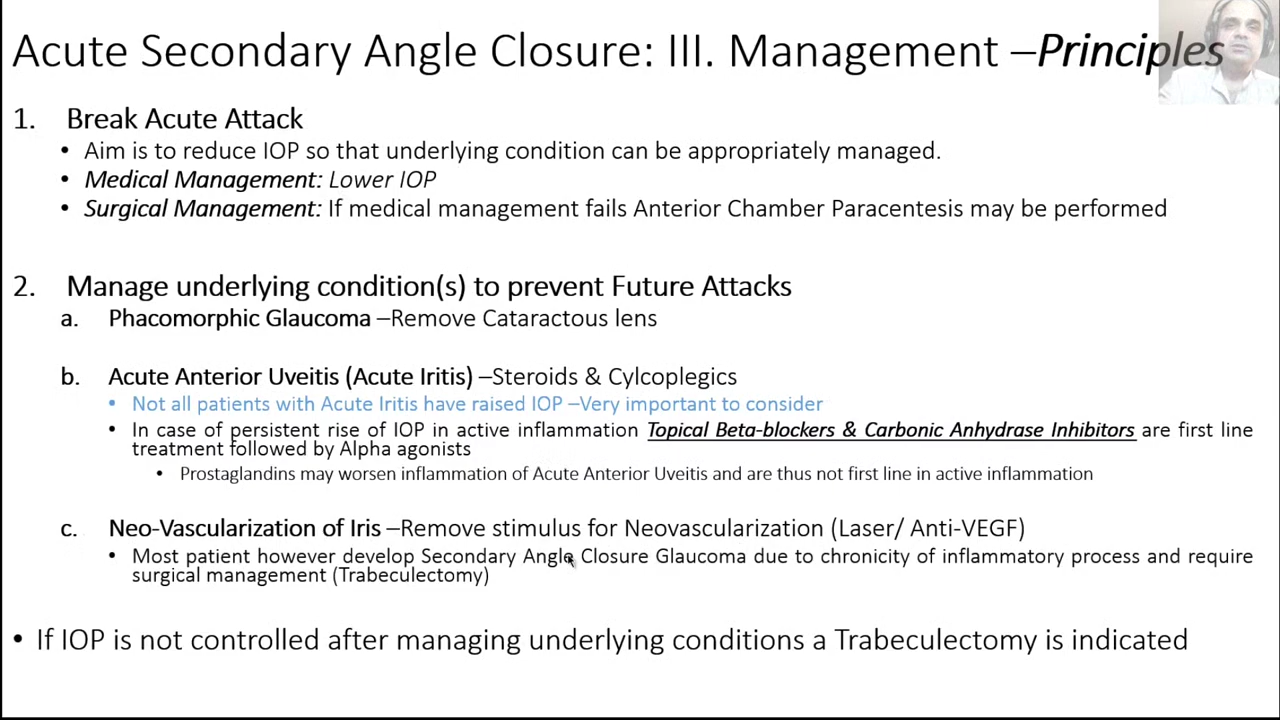 Acute Secondary Angle Closure: III. Management –Principles
1. Break Acute Attack
• Aim is to reduce IOP so that underlying condition can be appropriately managed.
• Medical Management: Lower IOP
• Surgical Management: If medical management fails Anterior Chamber Paracentesis may be performed
2. Manage underlying condition(s) to prevent Future Attacks
a. Phacomorphic Glaucoma –Remove Cataractous lens
b. Acute Anterior Uveitis (Acute Iritis) –Steroids & Cylcoplegics
• Not all patients with Acute Iritis have raised IOP –Very important to consider
• In case of persistent rise of IOP in active inflammation Topical Beta-blockers & Carbonic Anhydrase Inhibitors are first line
treatment followed by Alpha agonists
• Prostaglandins may worsen inflammation of Acute Anterior Uveitis and are thus not first line in active inflammation
c. Neo-Vascularization of Iris –Remove stimulus for Neovascularization (Laser/ Anti-VEGF)
• Most patient however develop Secondary Angle Closure Glaucoma due to chronicity of inflammatory process and require
surgical management (Trabeculectomy)
• If IOP is not controlled after managing underlying conditions a Trabeculectomy is indicated